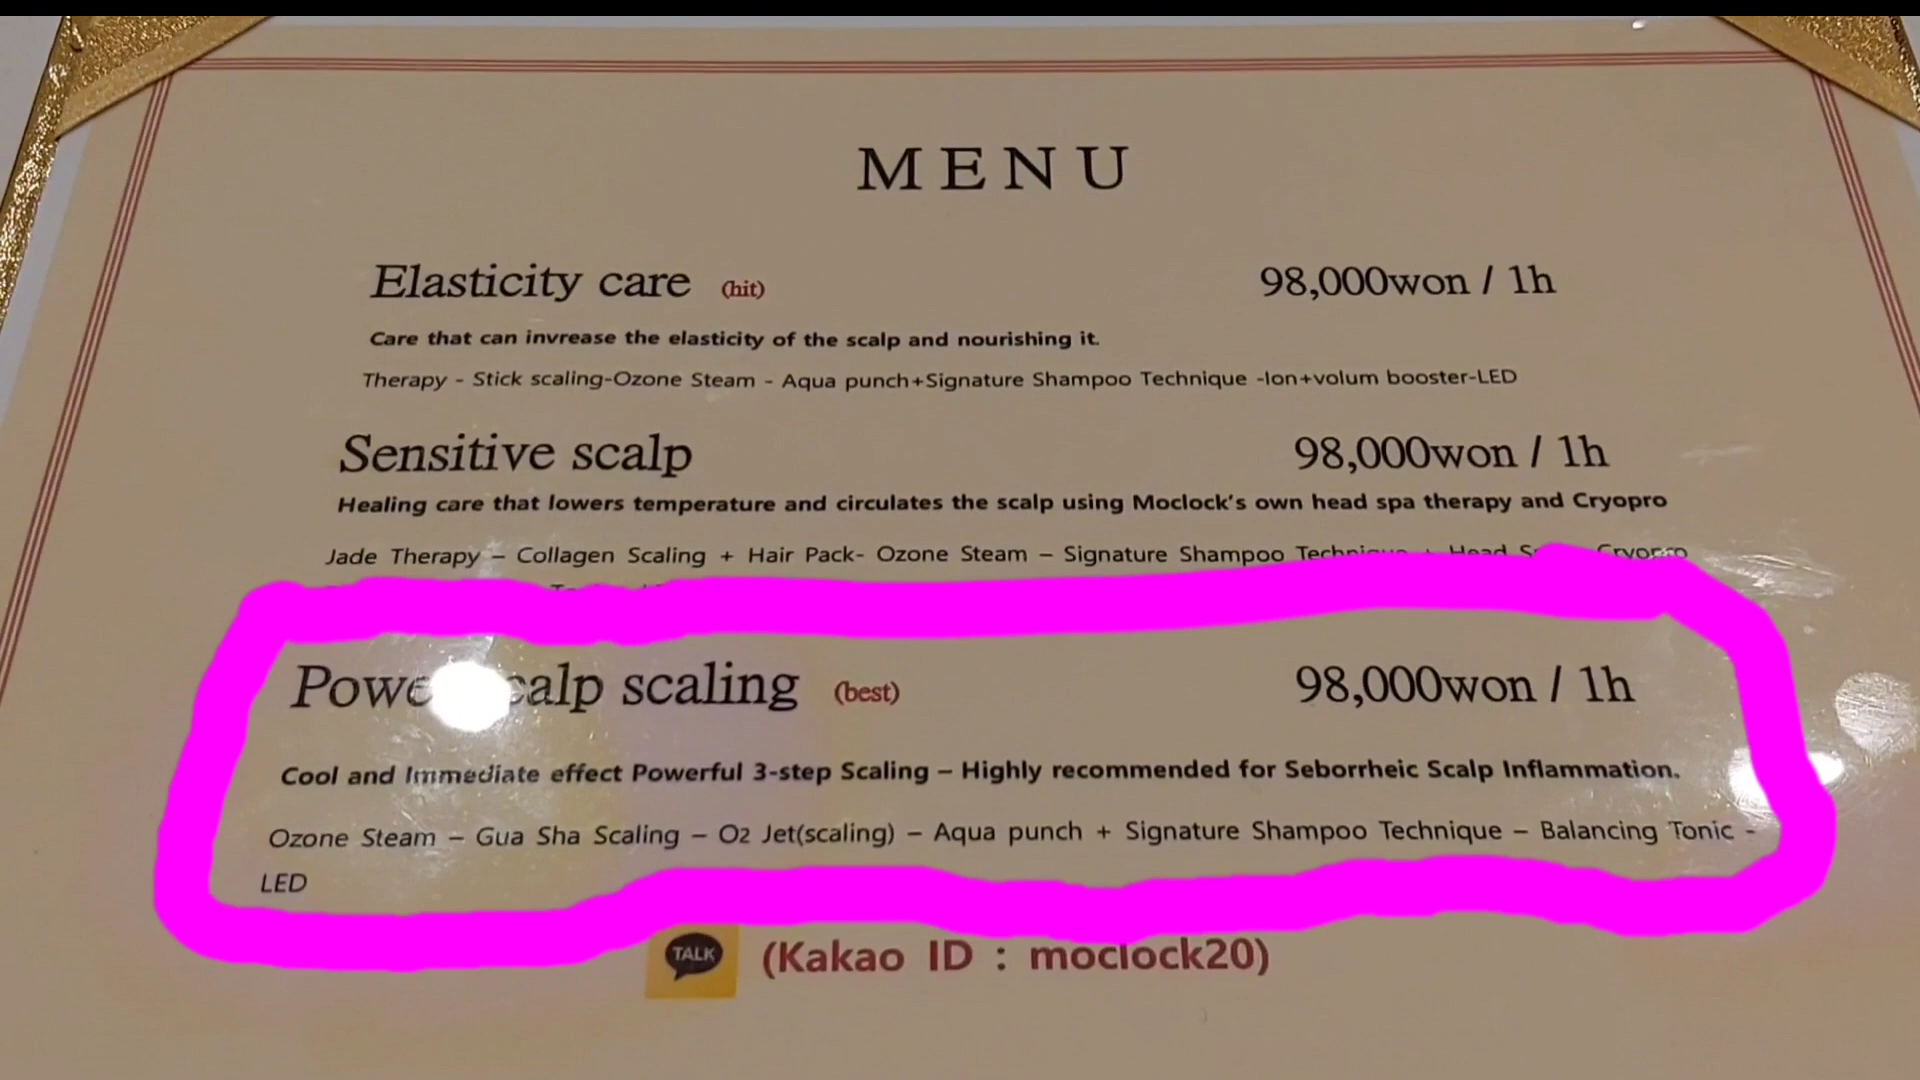 MENU
Elasticity care (hit) 98,000won / 1h
Care that can invrease the elasticity of the scalp and nourishing it.
Therapy - Stick scaling-Ozone Steam - Aqua punch+Signature Shampoo Technique -Ion+volum booster-LED
Sensitive scalp 98,000won / 1h
Healing care that lowers temperature and circulates the scalp using Moclock's own head spa therapy and Cryopro
Jade Therapy – Collagen Scaling + Hair Pack- Ozone Steam – Signature Shampoo Technique + Head Cryopro
scaling (best) 98,000won / 1h
Cool and Immediate effect Powerful 3-step Scaling – Highly recommended for Seborrheic Scalp Inflammation.
Ozone Steam – Gua Sha Scaling – O2 Jet(scaling) – Aqua punch + Signature Shampoo Technique – Balancing Tonic -
LED
TALK (Kakao ID : moclock20)